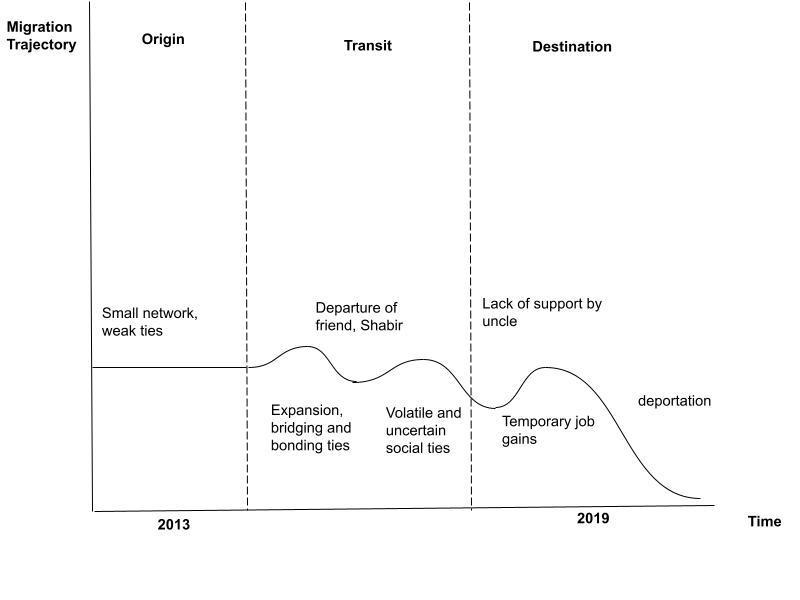 Migration
Trajectory
Origin
Transit
Destination
Small network,
weak ties
Departure of
friend, Shabir
Lack of support by
uncle
Expansion,
bridging and
bonding ties
Volatile and
uncertain
social ties
Temporary job
gains
deportation
2013
2019
Time